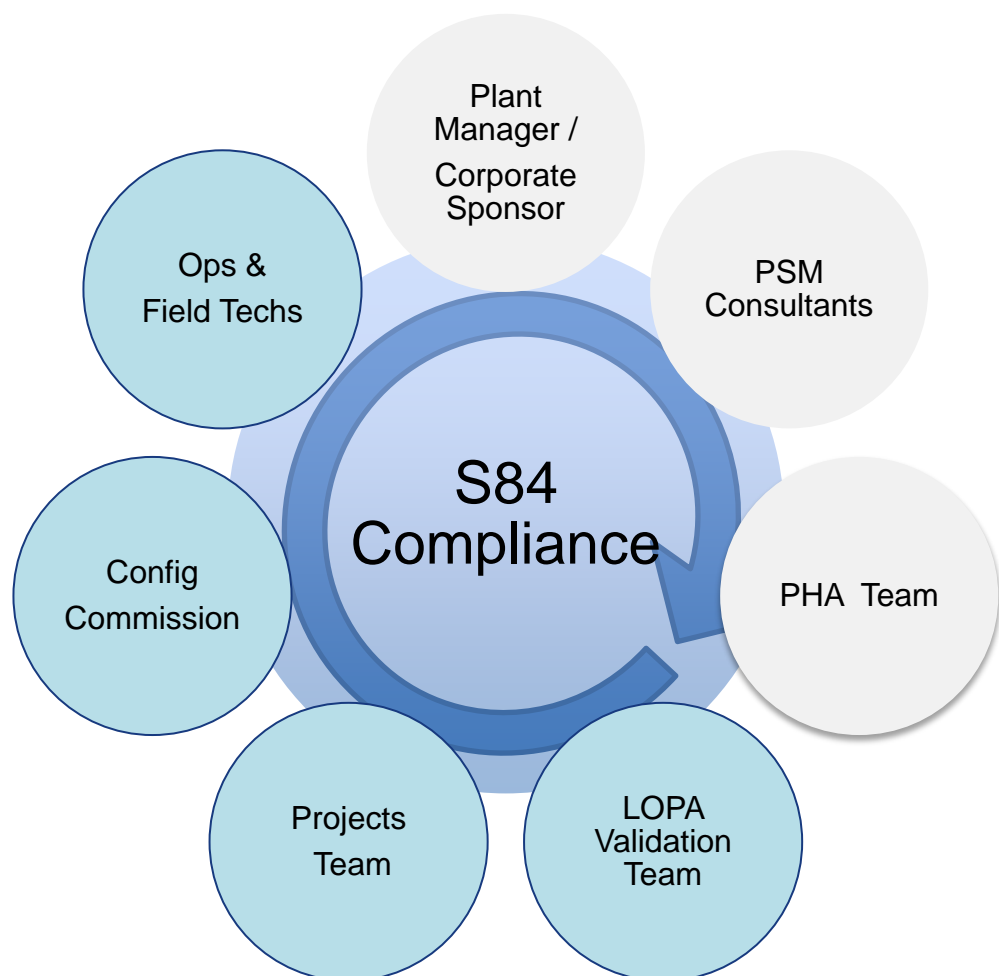 Plant
Manager /
Corporate
Sponsor
PSM
Consultants
PHA Team
LOPA
Validation
Team
Projects
Team
Config
Commission
Ops &
Field Techs
S84
Compliance